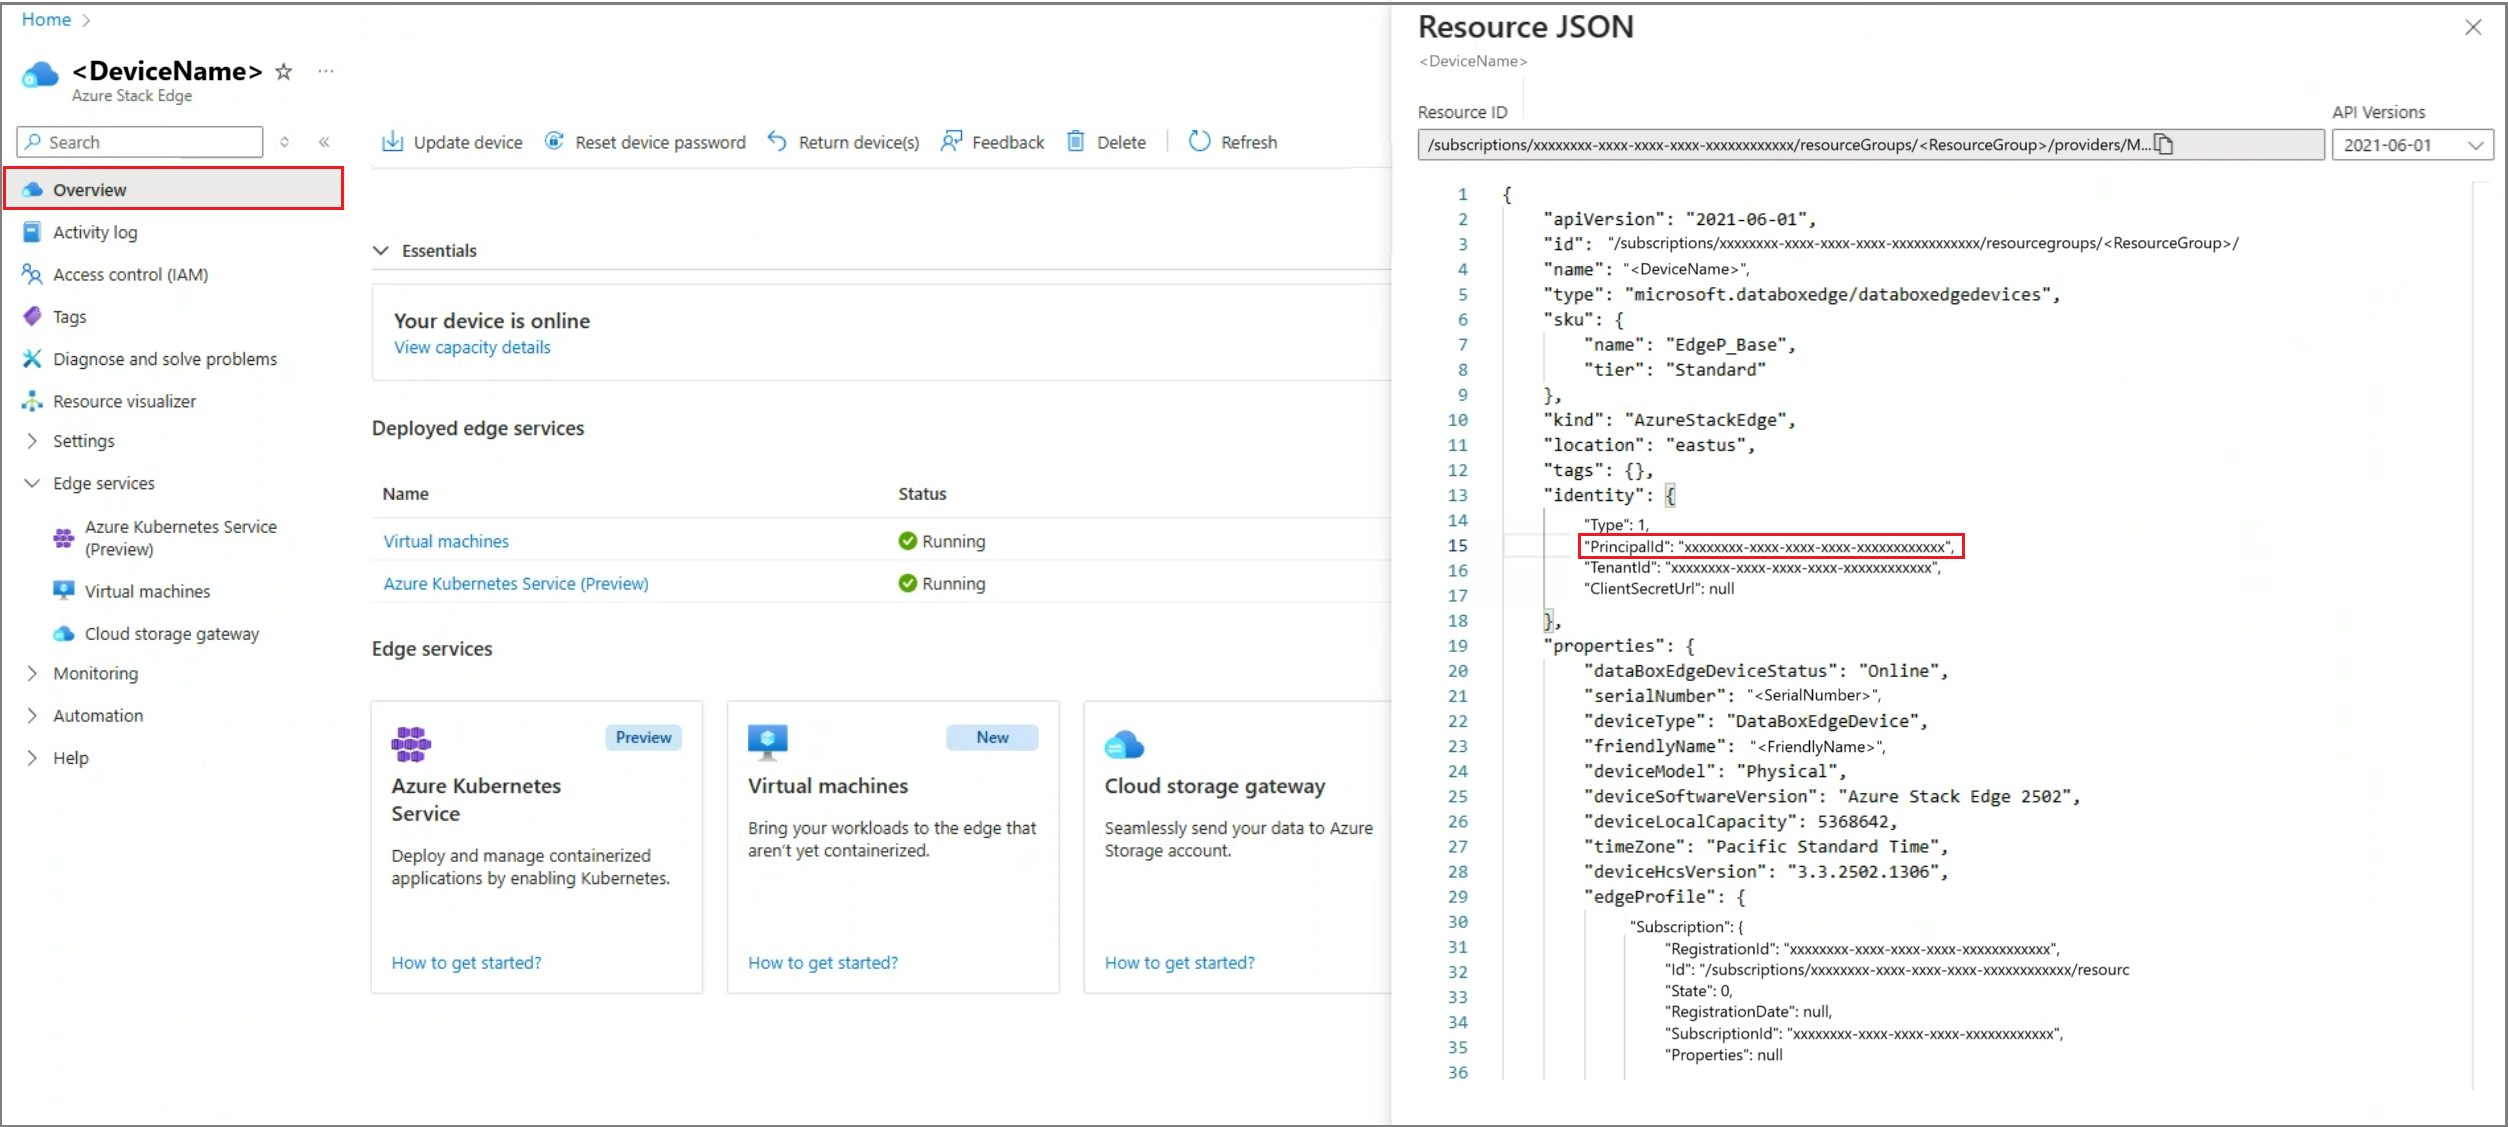 Home
<DeviceName>
Azure Stack Edge
Search
Overview
Activity log
Access control (IAM)
Tags
Diagnose and solve problems
Resource visualizer
Settings
Edge services
Azure Kubernetes Service
(Preview)
Virtual machines
Cloud storage gateway
Monitoring
Automation
Help
Update device
Reset device password
Return device(s)
Feedback
Delete
Refresh
Essentials
Your device is online
View capacity details
Deployed edge services
Name Status
Virtual machines Running
Azure Kubernetes Service (Preview) Running
Edge services
Preview
Azure Kubernetes
Service
Deploy and manage containerized
applications by enabling Kubernetes.
How to get started?
New
Virtual machines
Bring your workloads to the edge that
aren't yet containerized.
How to get started?
Cloud storage gateway
Seamlessly send your data to Azure
Storage account.
How to get started?
Resource JSON
<DeviceName>
Resource ID
/subscriptions/xxxxxxxx-xxxx-xxxx-xxxx-xxxxxxxxxxxx/resourceGroups/<ResourceGroup>/providers/M...
API Versions
2021-06-01
1 {
2 "apiVersion": "2021-06-01",
3 "id": "/subscriptions/xxxxxxxx-xxxx-xxxx-xxxx-xxxxxxxxxxxx/resourcegroups/<ResourceGroup>/
4 "name": "<DeviceName>",
5 "type": "microsoft.databoxedge/databoxedgedevices",
6 "sku": {
7 "name": "EdgeP_Base",
8 "tier": "Standard"
9 },
10 "kind": "AzureStackEdge",
11 "location": "eastus",
12 "tags": {},
13 "identity": {
14 "Type": 1,
15 "PrincipalId": "xxxxxxxx-xxxx-xxxx-xxxx-xxxxxxxxxxxx",
16 "TenantId": "xxxxxxxx-xxxx-xxxx-xxxx-xxxxxxxxxxxx",
17 "ClientSecretUrl": null
18 },
19 "properties": {
20 "dataBoxEdgeDeviceStatus": "Online",
21 "serialNumber": "<SerialNumber>",
22 "deviceType": "DataBoxEdgeDevice",
23 "friendlyName": "<FriendlyName>",
24 "deviceModel": "Physical",
25 "deviceSoftwareVersion": "Azure Stack Edge 2502",
26 "deviceLocalCapacity": 5368642,
27 "timeZone": "Pacific Standard Time",
28 "deviceHcsVersion": "3.3.2502.1306",
29 "edgeProfile": {
30 "Subscription": {
31 "RegistrationId": "xxxxxxxx-xxxx-xxxx-xxxx-xxxxxxxxxxxx",
32 "Id": "/subscriptions/xxxxxxxx-xxxx-xxxx-xxxx-xxxxxxxxxxxx/resourc
33 "State": 0,
34 "RegistrationDate": null,
35 "SubscriptionId": "xxxxxxxx-xxxx-xxxx-xxxx-xxxxxxxxxxxx",
36 "Properties": null